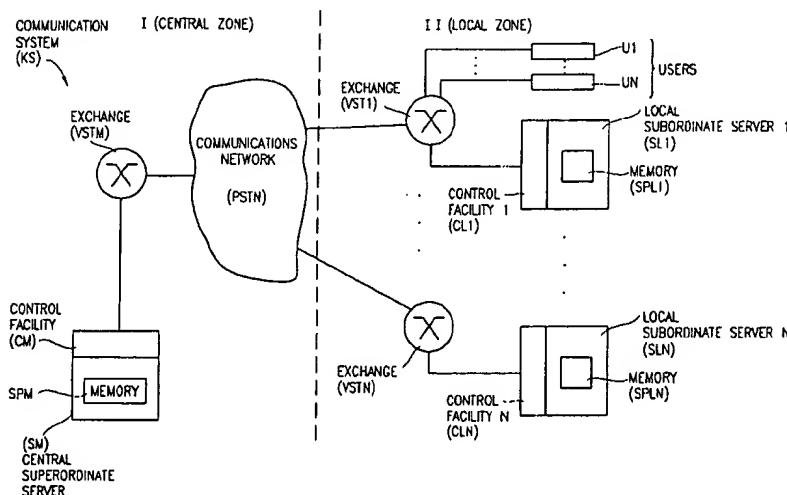 COMMUNICATION
SYSTEM
(KS)
I (CENTRAL ZONE)
II (LOCAL ZONE)
U1
UN
USERS
EXCHANGE
(VSTM)
COMMUNICATIONS
NETWORK
(PSTN)
EXCHANGE
(VST1)
LOCAL
SUBORDINATE SERVER 1
(SL1)
MEMORY
(SPL1)
CONTROL
FACILITY 1
(CL1)
CONTROL
FACILITY
(CM)
SPM
MEMORY
(SM)
CENTRAL
SUPERORDINATE
SERVER
EXCHANGE
(VSTN)
LOCAL
SUBORDINATE SERVER N
(SLN)
MEMORY
(SPLN)
CONTROL
FACILITY N
(CLN)